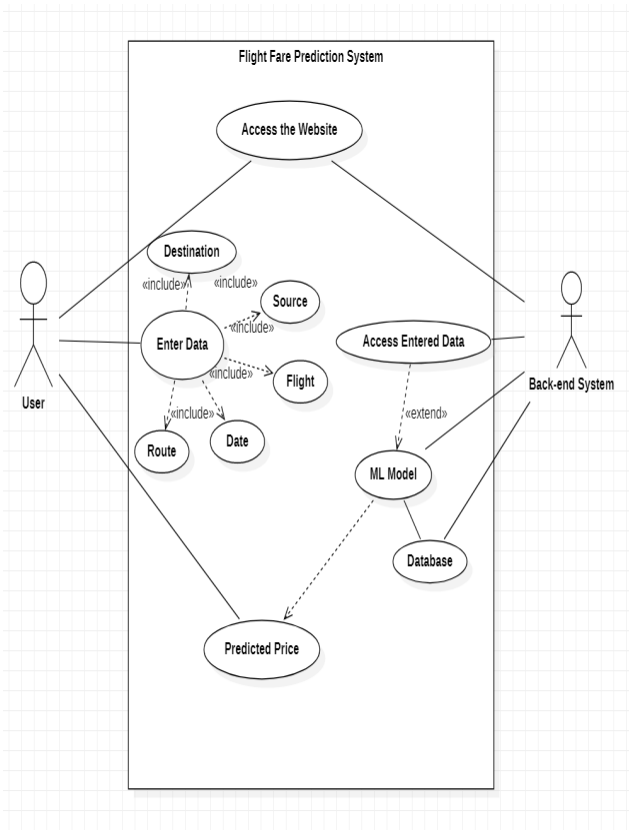 Flight Fare Prediction System
Access the Website
Destination
«include»
«include»
Source
«include»
Enter Data
Access Entered Data
Back-end System
«include»
Flight
User
«include»
«extend»
Route
Date
ML Model
Database
Predicted Price